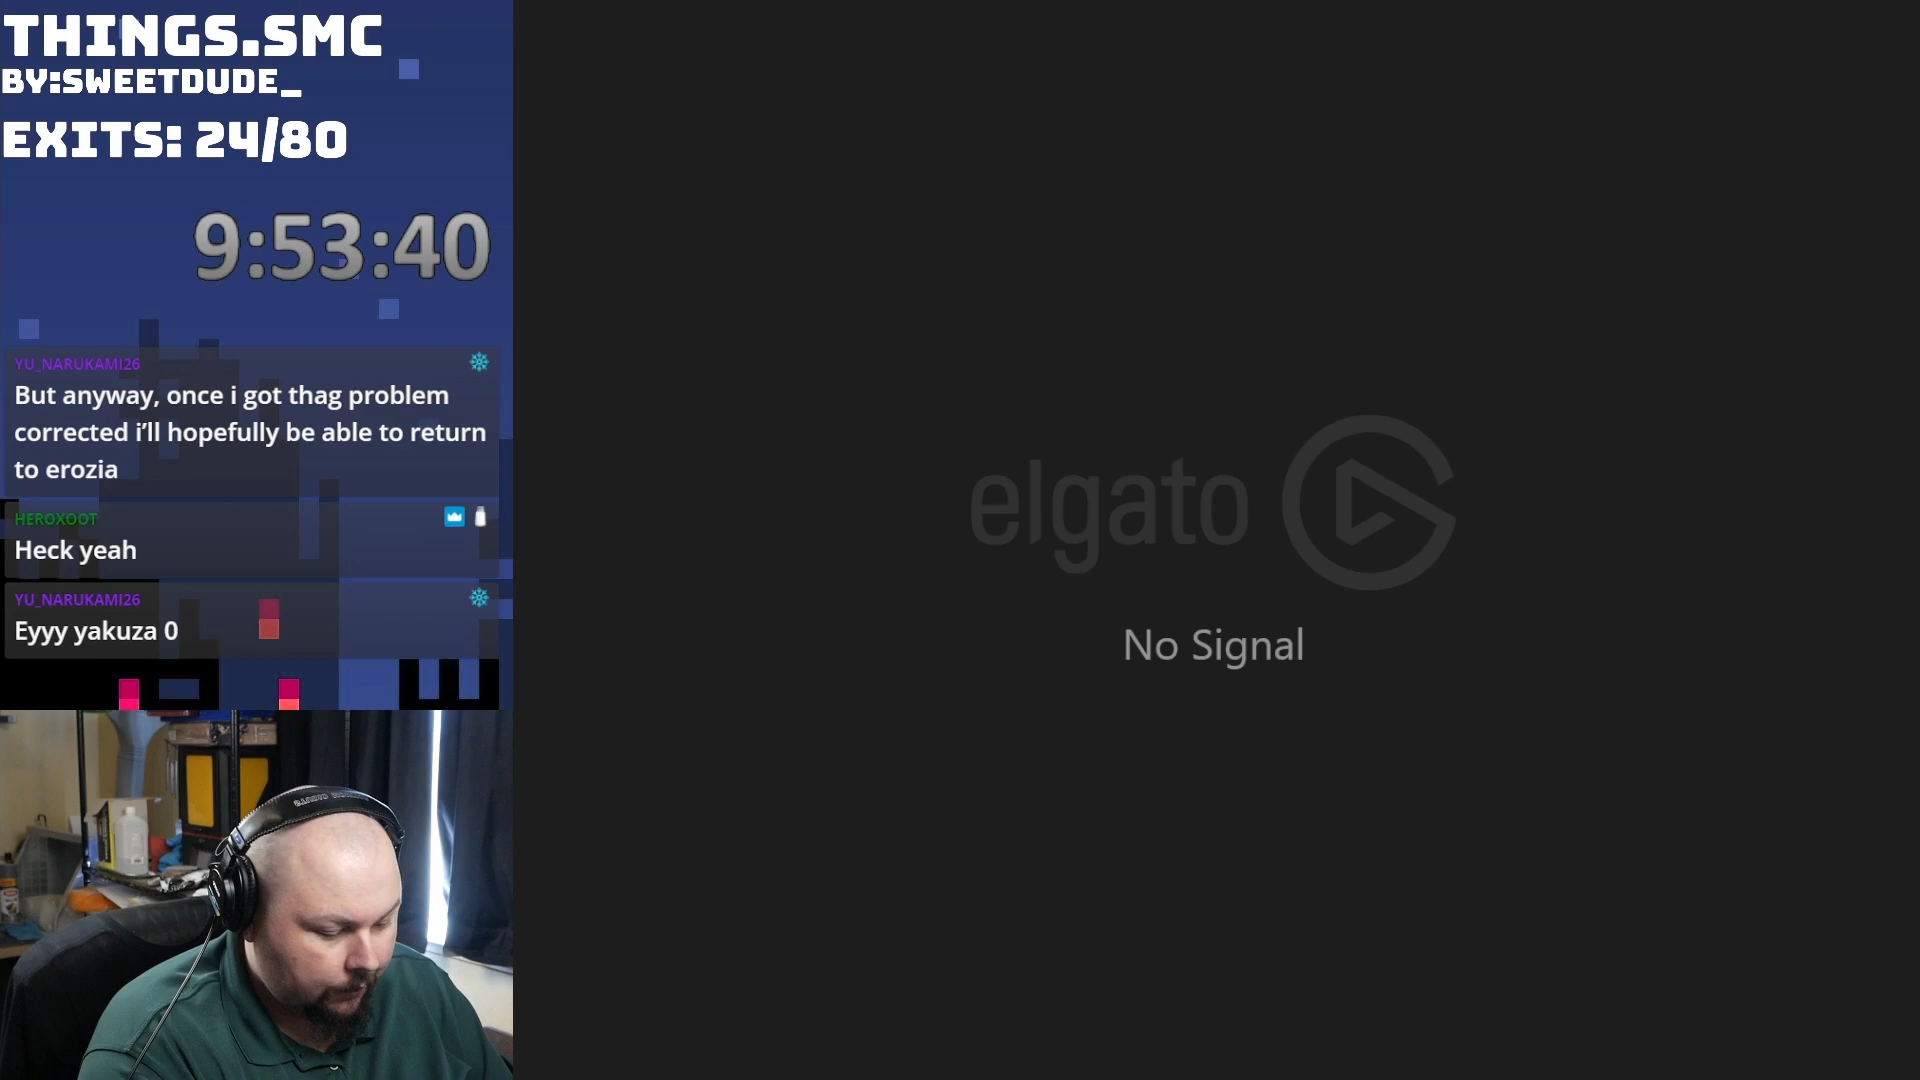 THINGS.SMC
BY:SWEETDUDE_
EXITS: 24/80
9:53:40
YU_NARUKAMI26
But anyway, once i got thag problem
corrected i'll hopefully be able to return
to erozia
HEROXOOT
Heck yeah
YU_NARUKAMI26
Eyyy yakuza 0
elgato
No Signal